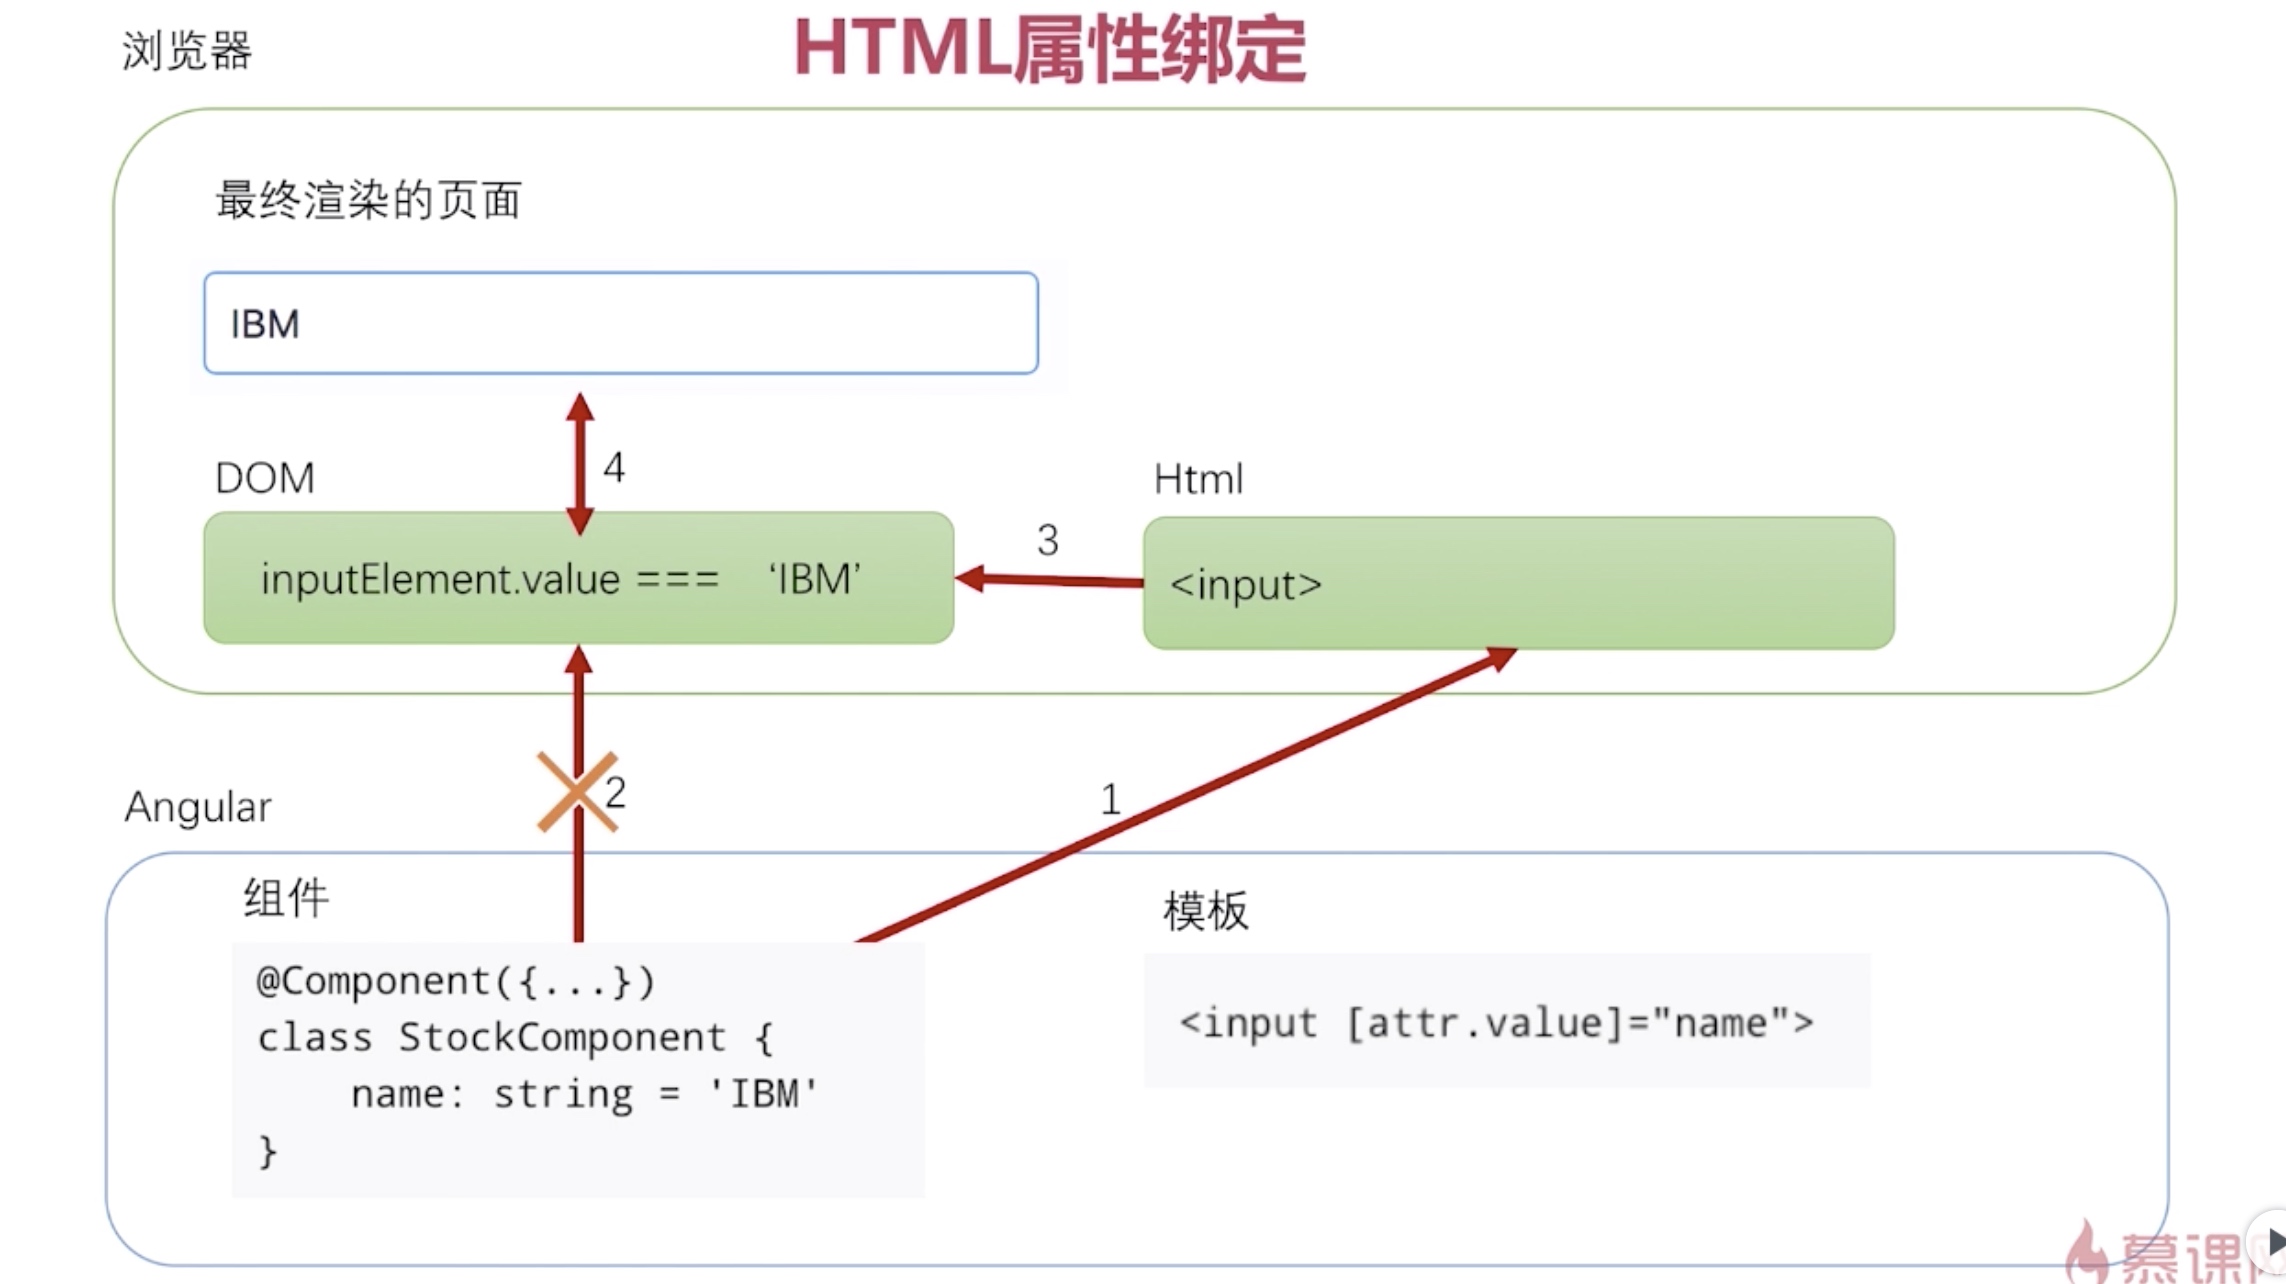 HTML属性绑定
浏览器
最终渲染的页面
IBM
4
DOM
Html
inputElement.value === ‘IBM’
3
<input>
2
1
Angular
组件
模板
@Component({...})
class StockComponent {
name: string = 'IBM'
}
<input [attr.value]="name">
慕课